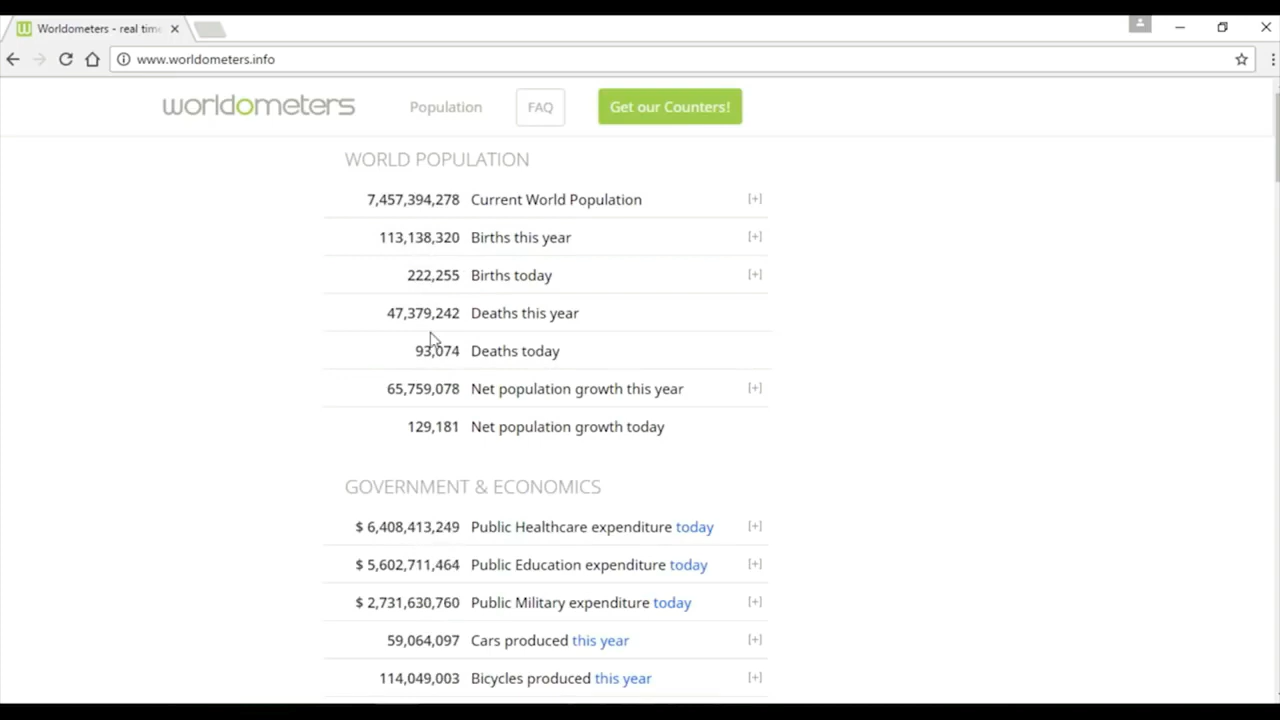 Worldometers - real time
www.worldometers.info
worldometers Population FAQ Get our Counters!
WORLD POPULATION
7,457,394,278 Current World Population [+]
113,138,320 Births this year [+]
222,255 Births today [+]
47,379,242 Deaths this year
93,074 Deaths today
65,759,078 Net population growth this year [+]
129,181 Net population growth today
GOVERNMENT & ECONOMICS
$ 6,408,413,249 Public Healthcare expenditure today [+]
$ 5,602,711,464 Public Education expenditure today [+]
$ 2,731,630,760 Public Military expenditure today [+]
59,064,097 Cars produced this year [+]
114,049,003 Bicycles produced this year [+]